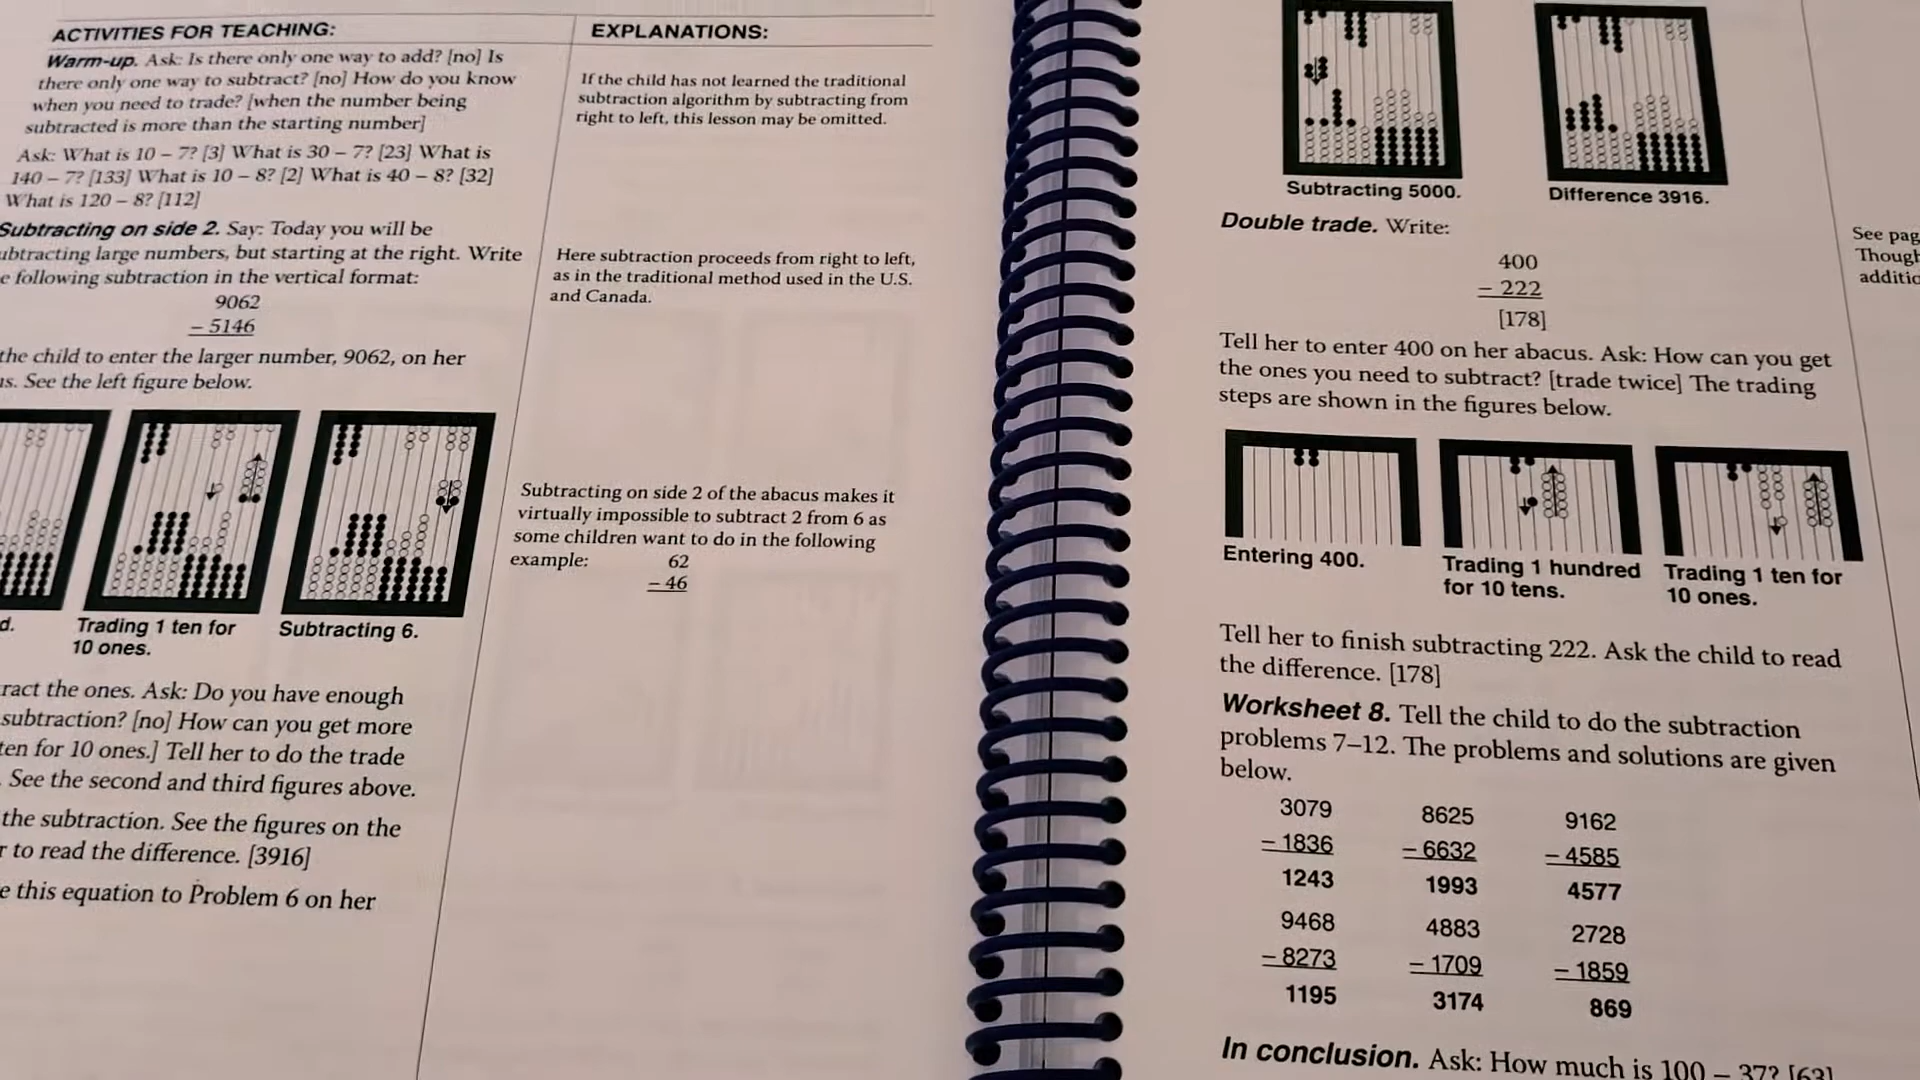 ACTIVITIES FOR TEACHING:
Warm-up. Ask: Is there only one way to add? [no] Is
there only one way to subtract? [no] How do you know
when you need to trade? [when the number being
subtracted is more than the starting number]
Ask: What is 10 – 7? [3] What is 30 – 7? [23] What is
140 – 7? [133] What is 10 – 8? [2] What is 40 – 8? [32]
What is 120 – 8? [112]
Subtracting on side 2. Say: Today you will be
ubtracting large numbers, but starting at the right. Write
e following subtraction in the vertical format:
9062
– 5146
the child to enter the larger number, 9062, on her
us. See the left figure below.
d.
Trading 1 ten for
10 ones.
Subtracting 6.
ract the ones. Ask: Do you have enough
subtraction? [no] How can you get more
ten for 10 ones.] Tell her to do the trade
. See the second and third figures above.
the subtraction. See the figures on the
r to read the difference. [3916]
e this equation to Problem 6 on her
EXPLANATIONS:
If the child has not learned the traditional
subtraction algorithm by subtracting from
right to left, this lesson may be omitted.
Here subtraction proceeds from right to left,
as in the traditional method used in the U.S.
and Canada.
Subtracting on side 2 of the abacus makes it
virtually impossible to subtract 2 from 6 as
some children want to do in the following
example: 62
– 46
Subtracting 5000.
Difference 3916.
Double trade. Write:
400
– 222
[178]
Tell her to enter 400 on her abacus. Ask: How can you get
the ones you need to subtract? [trade twice] The trading
steps are shown in the figures below.
Entering 400.
Trading 1 hundred
for 10 tens.
Trading 1 ten for
10 ones.
Tell her to finish subtracting 222. Ask the child to read
the difference. [178]
Worksheet 8. Tell the child to do the subtraction
problems 7–12. The problems and solutions are given
below.
3079 8625 9162
– 1836 – 6632 – 4585
1243 1993 4577
9468 4883 2728
– 8273 – 1709 – 1859
1195 3174 869
In conclusion. Ask: How much is 100 – 37? [63]
See pag
Though
additio